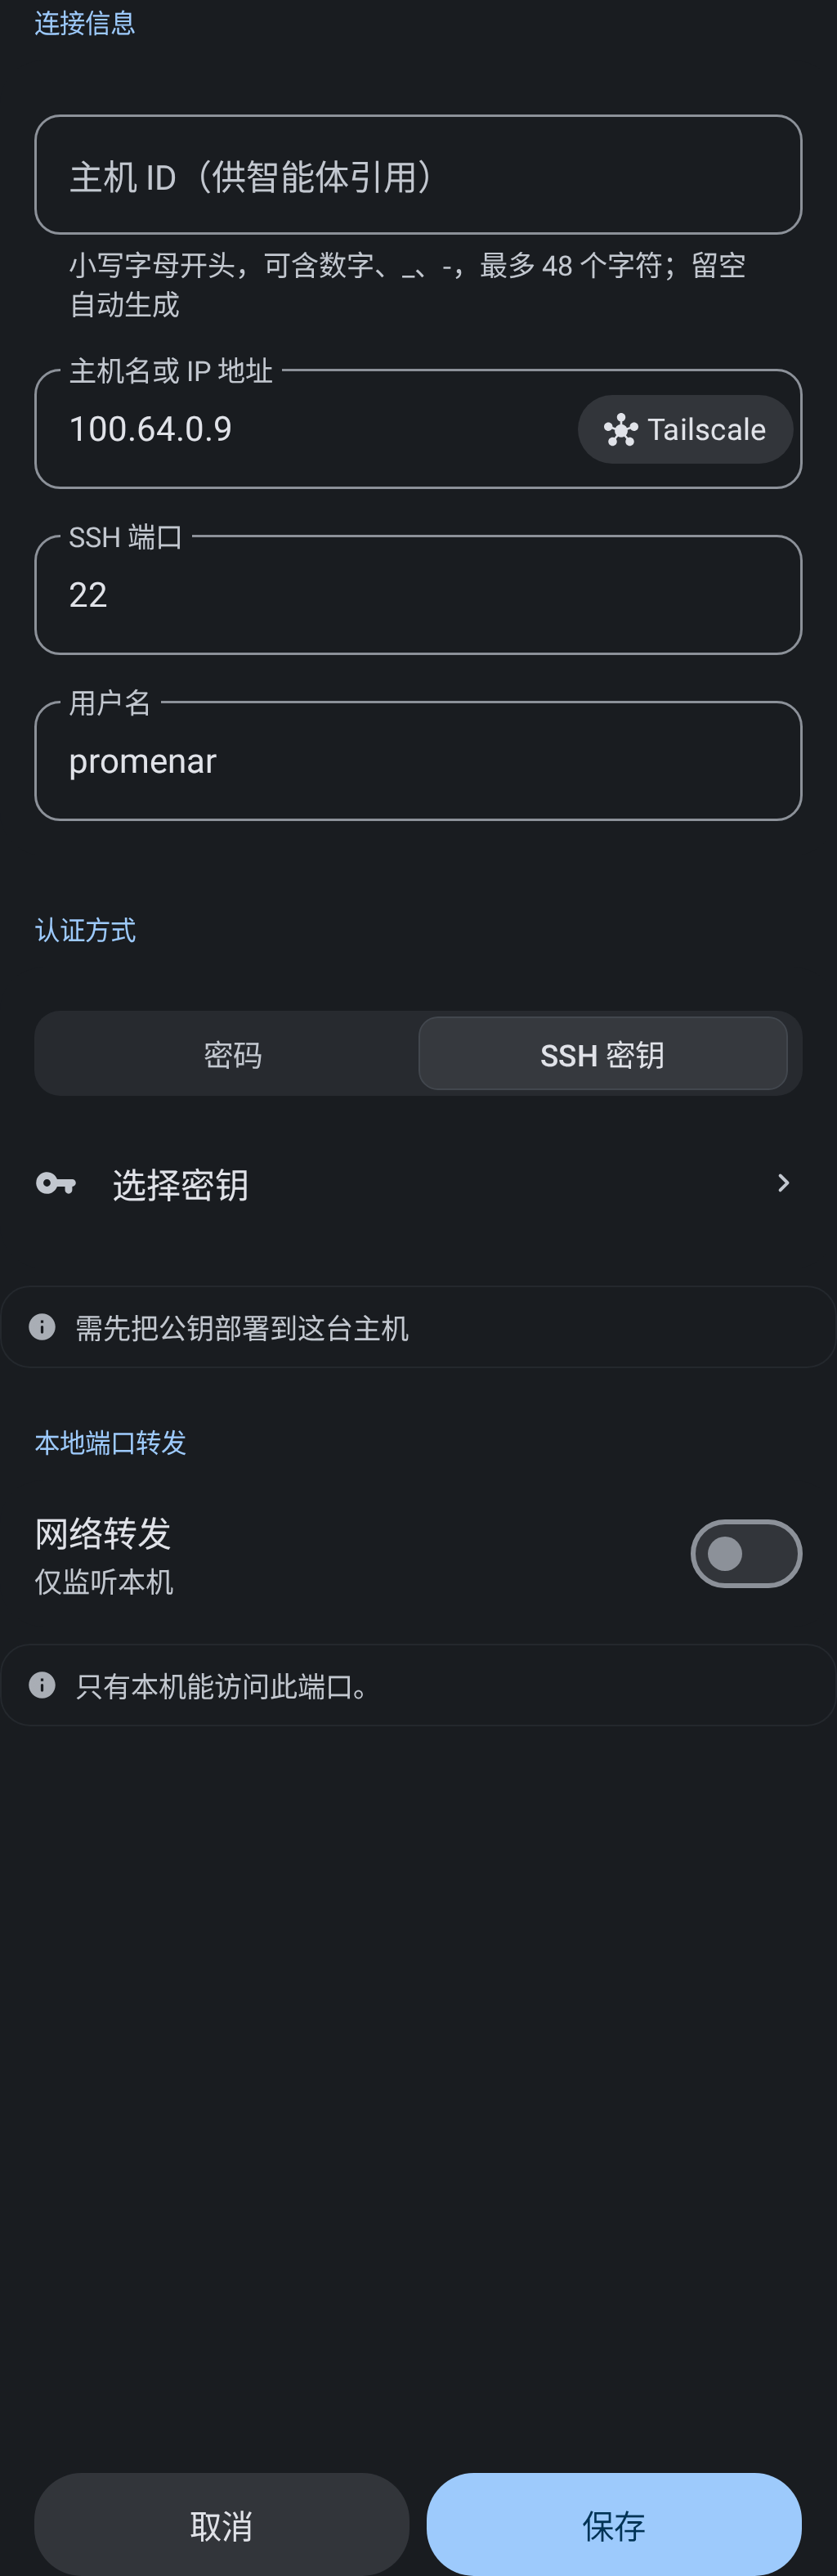 连接信息
主机 ID（供智能体引用）
小写字母开头，可含数字、_、-，最多 48 个字符；留空
自动生成
主机名或 IP 地址
100.64.0.9
Tailscale
SSH 端口
22
用户名
promenar
认证方式
密码
SSH 密钥
选择密钥
需先把公钥部署到这台主机
本地端口转发
网络转发
仅监听本机
只有本机能访问此端口。
取消
保存